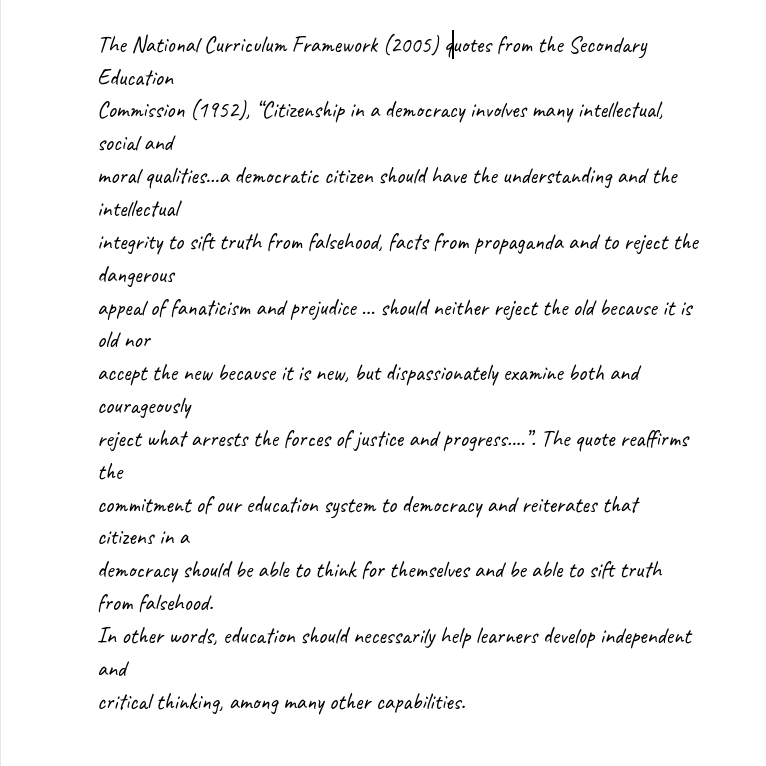 The National Curriculum Framework (2005) quotes from the Secondary
Education
Commission (1952), “Citizenship in a democracy involves many intellectual,
social and
moral qualities...a democratic citizen should have the understanding and the
intellectual
integrity to sift truth from falsehood, facts from propaganda and to reject the
dangerous
appeal of fanaticism and prejudice ... should neither reject the old because it is
old nor
accept the new because it is new, but dispassionately examine both and
courageously
reject what arrests the forces of justice and progress....”. The quote reaffirms
the
commitment of our education system to democracy and reiterates that
citizens in a
democracy should be able to think for themselves and be able to sift truth
from falsehood.
In other words, education should necessarily help learners develop independent
and
critical thinking, among many other capabilities.